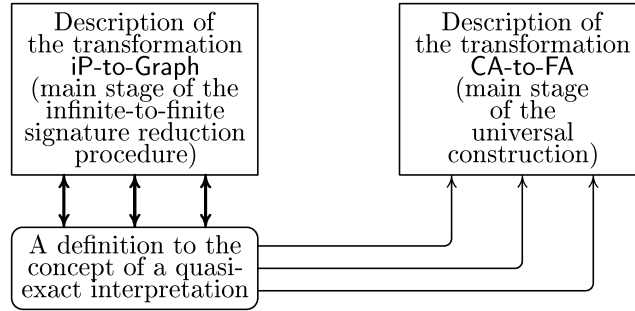 Description of
the transformation
iP-to-Graph
(main stage of the
infinite-to-finite
signature reduction
procedure)
Description of
the transformation
CA-to-FA
(main stage
of the
universal
construction)
A definition to the
concept of a quasi-
exact interpretation